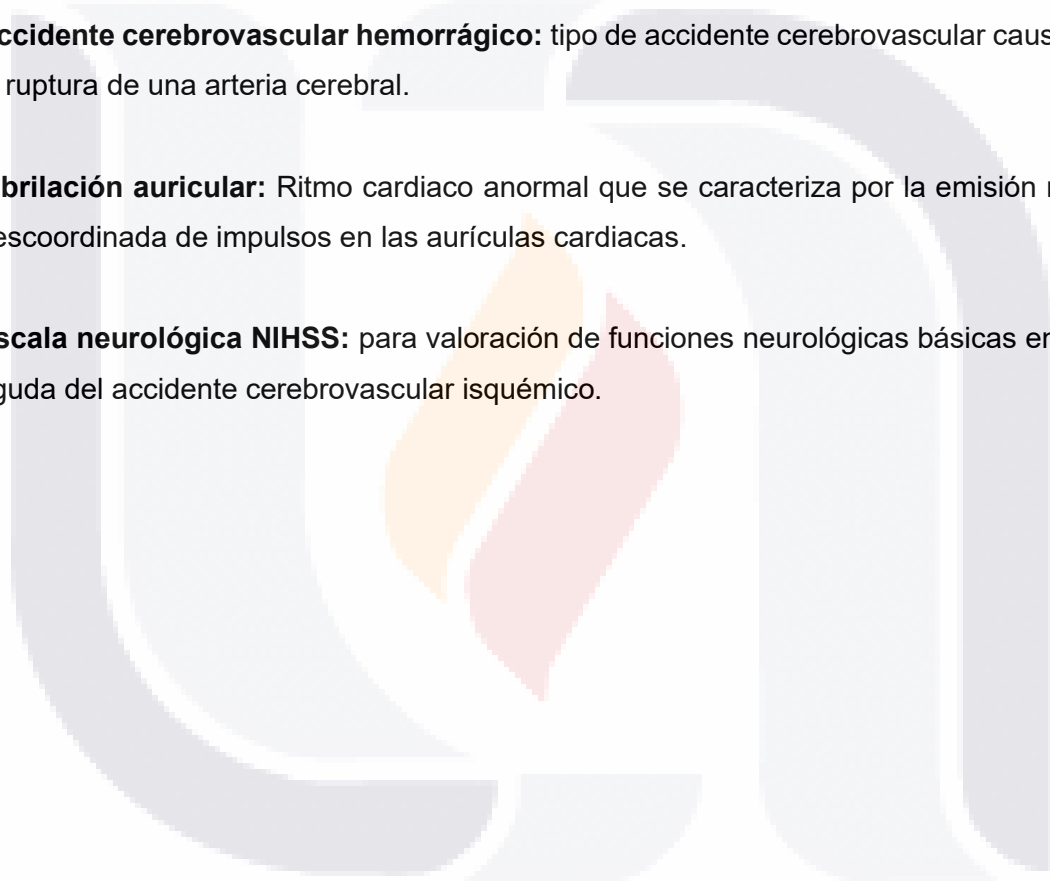 ccidente cerebrovascular hemorrágico: tipo de accidente cerebrovascular caus
ruptura de una arteria cerebral.
brilación auricular: Ritmo cardiaco anormal que se caracteriza por la emisión
escoordinada de impulsos en las aurículas cardiacas.
scala neurológica NIHSS: para valoración de funciones neurológicas básicas en
guda del accidente cerebrovascular isquémico.